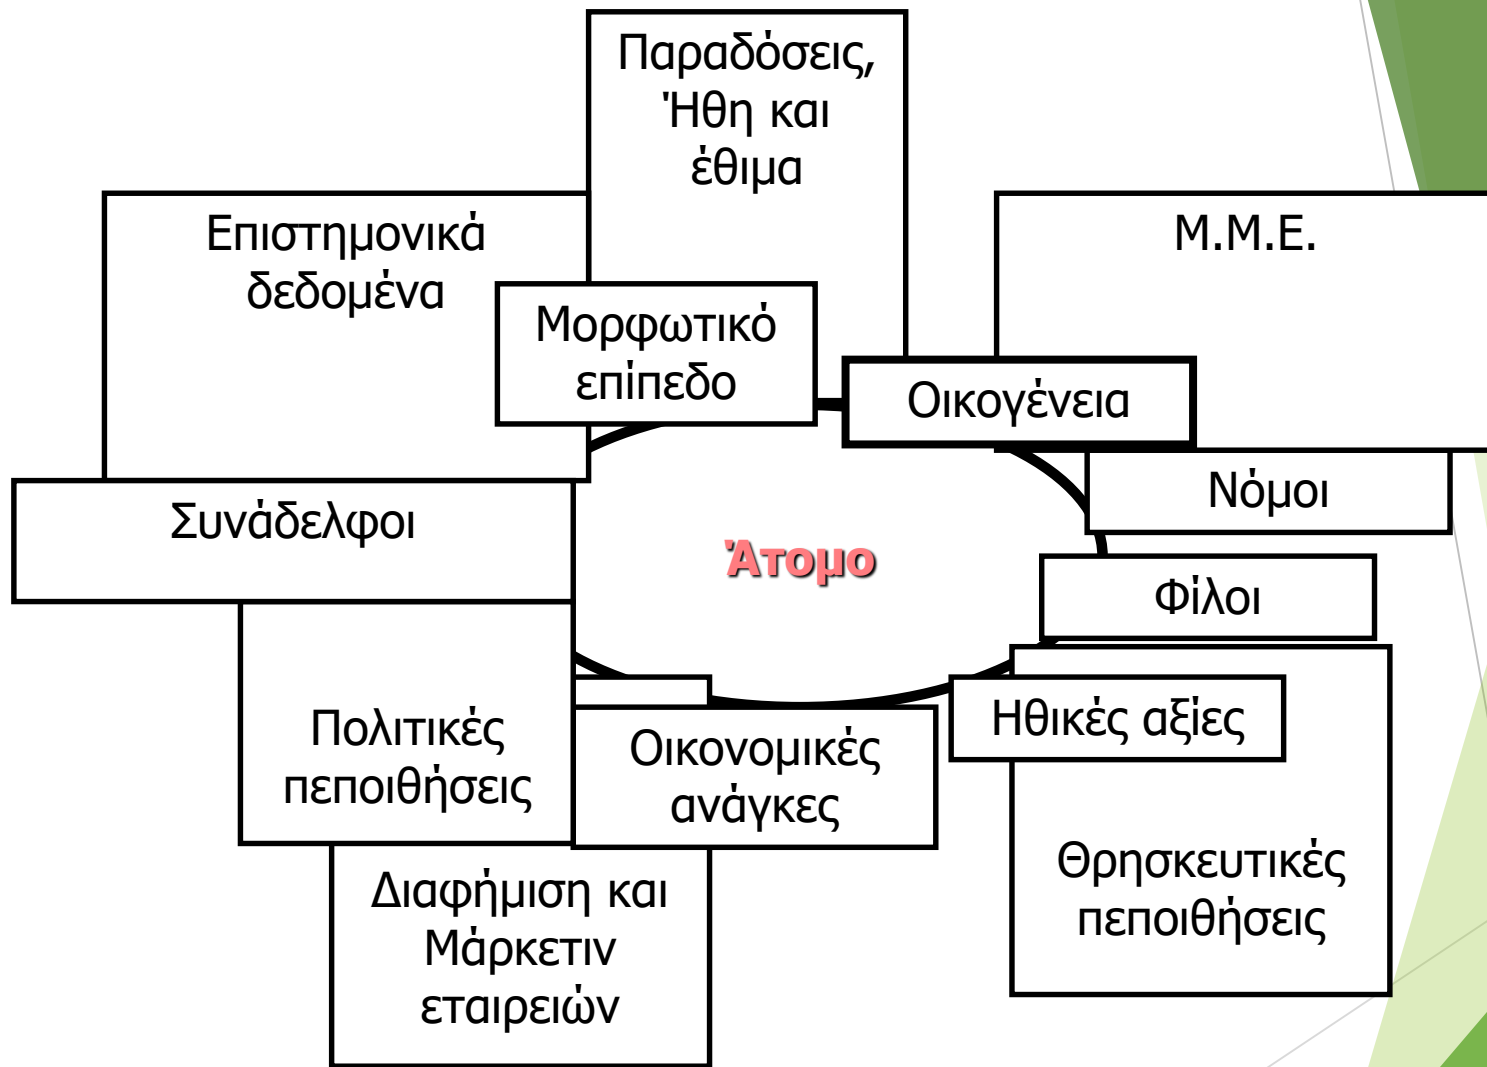 Παραδόσεις,
Ήθη και
έθιμα
Επιστημονικά
δεδομένα
Μ.Μ.Ε.
Μορφωτικό
επίπεδο
Οικογένεια
Νόμοι
Συνάδελφοι
Άτομο
Φίλοι
Ηθικές αξίες
Πολιτικές
πεποιθήσεις
Οικονομικές
ανάγκες
Θρησκευτικές
πεποιθήσεις
Διαφήμιση και
Μάρκετιν
εταιρειών